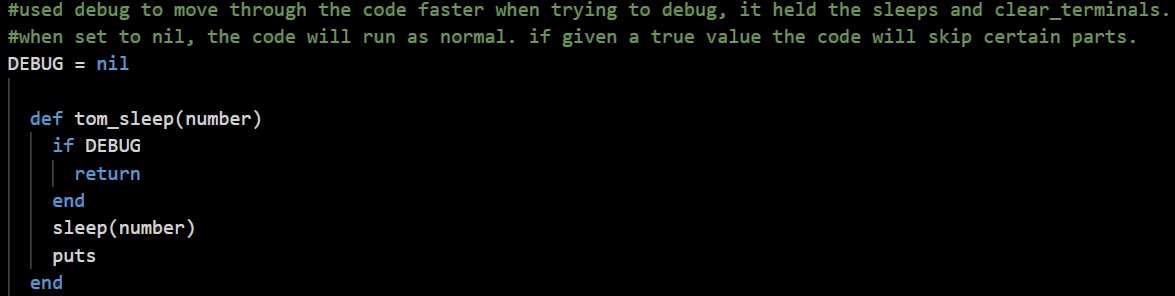 #used debug to move through the code faster when trying to debug, it held the sleeps and clear_terminals.
#when set to nil, the code will run as normal. if given a true value the code will skip certain parts.
DEBUG = nil
def tom_sleep(number)
if DEBUG
return
end
sleep(number)
puts
end